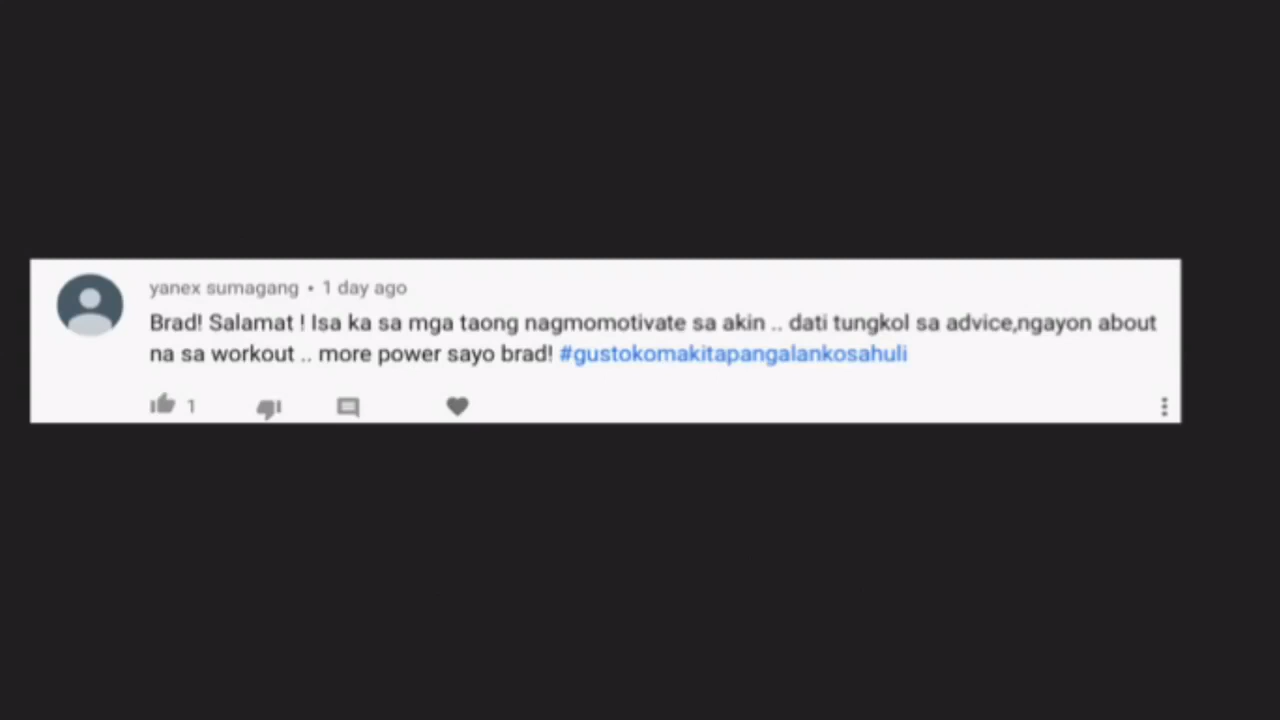 yanex sumagang • 1 day ago
Brad! Salamat ! Isa ka sa mga taong nagmomotivate sa akin .. dati tungkol sa advice,ngayon about
na sa workout .. more power sayo brad! #gustokomakitapangalankosahuli
1